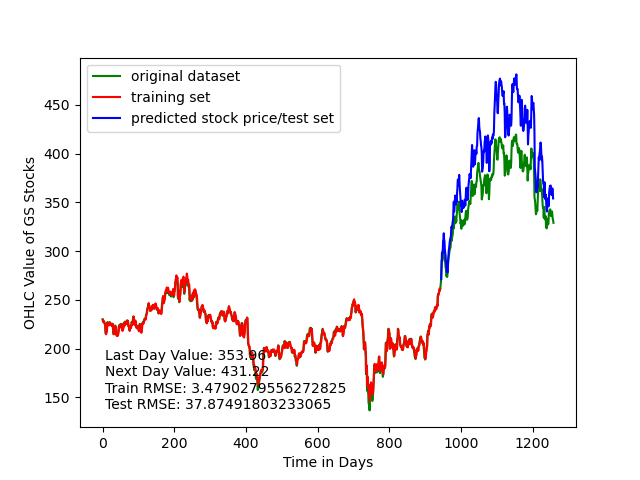 original dataset
training set
predicted stock price/test set
OHLC Value of GS Stocks
450
400
350
300
250
200
150
Last Day Value: 353.96
Next Day Value: 431.22
Train RMSE: 3.4790279556272825
Test RMSE: 37.87491803233065
0 200 400 600 800 1000 1200
Time in Days